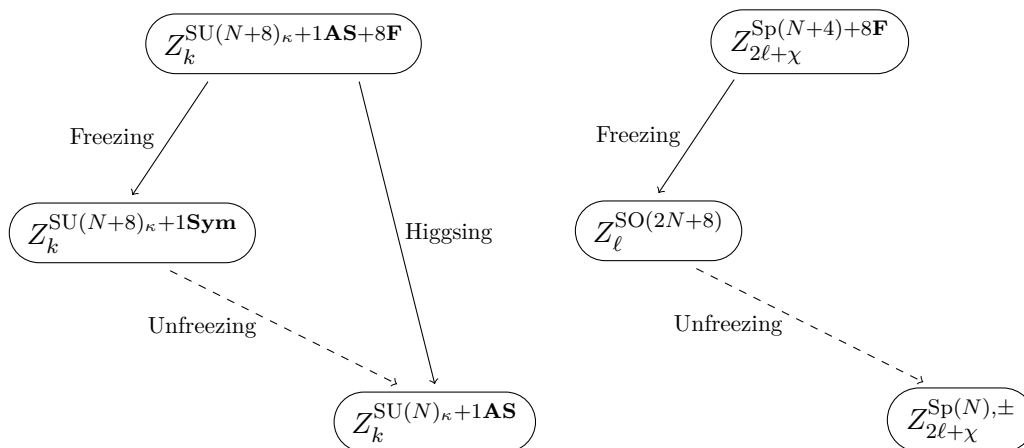 Z_k^{SU(N+8)_κ+1AS+8F}
Z_{2ℓ+χ}^{Sp(N+4)+8F}
Freezing
Freezing
Z_k^{SU(N+8)_κ+1Sym}
Higgsing
Z_ℓ^{SO(2N+8)}
Unfreezing
Unfreezing
Z_k^{SU(N)_κ+1AS}
Z_{2ℓ+χ}^{Sp(N),±}